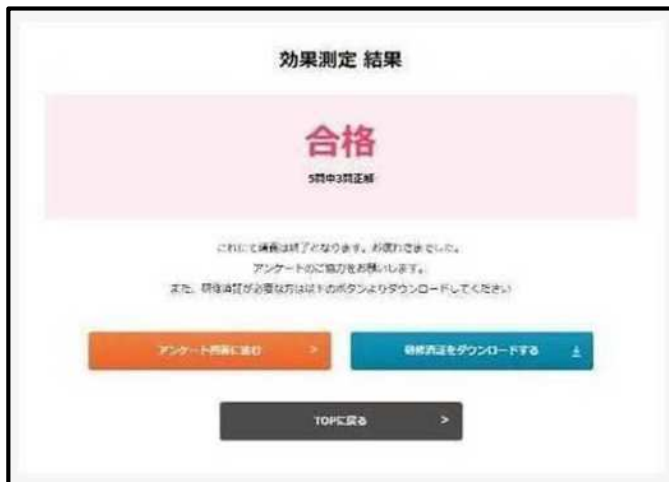 効果測定 結果
合格
5問中3問正解
これにて講義は終了となります。お疲れさまでした。
アンケートのご協力をお願いします。
また、研修済証が必要な方は以下のボタンよりダウンロードしてください
アンケート画面に進む >
研修済証をダウンロードする
TOPに戻る >